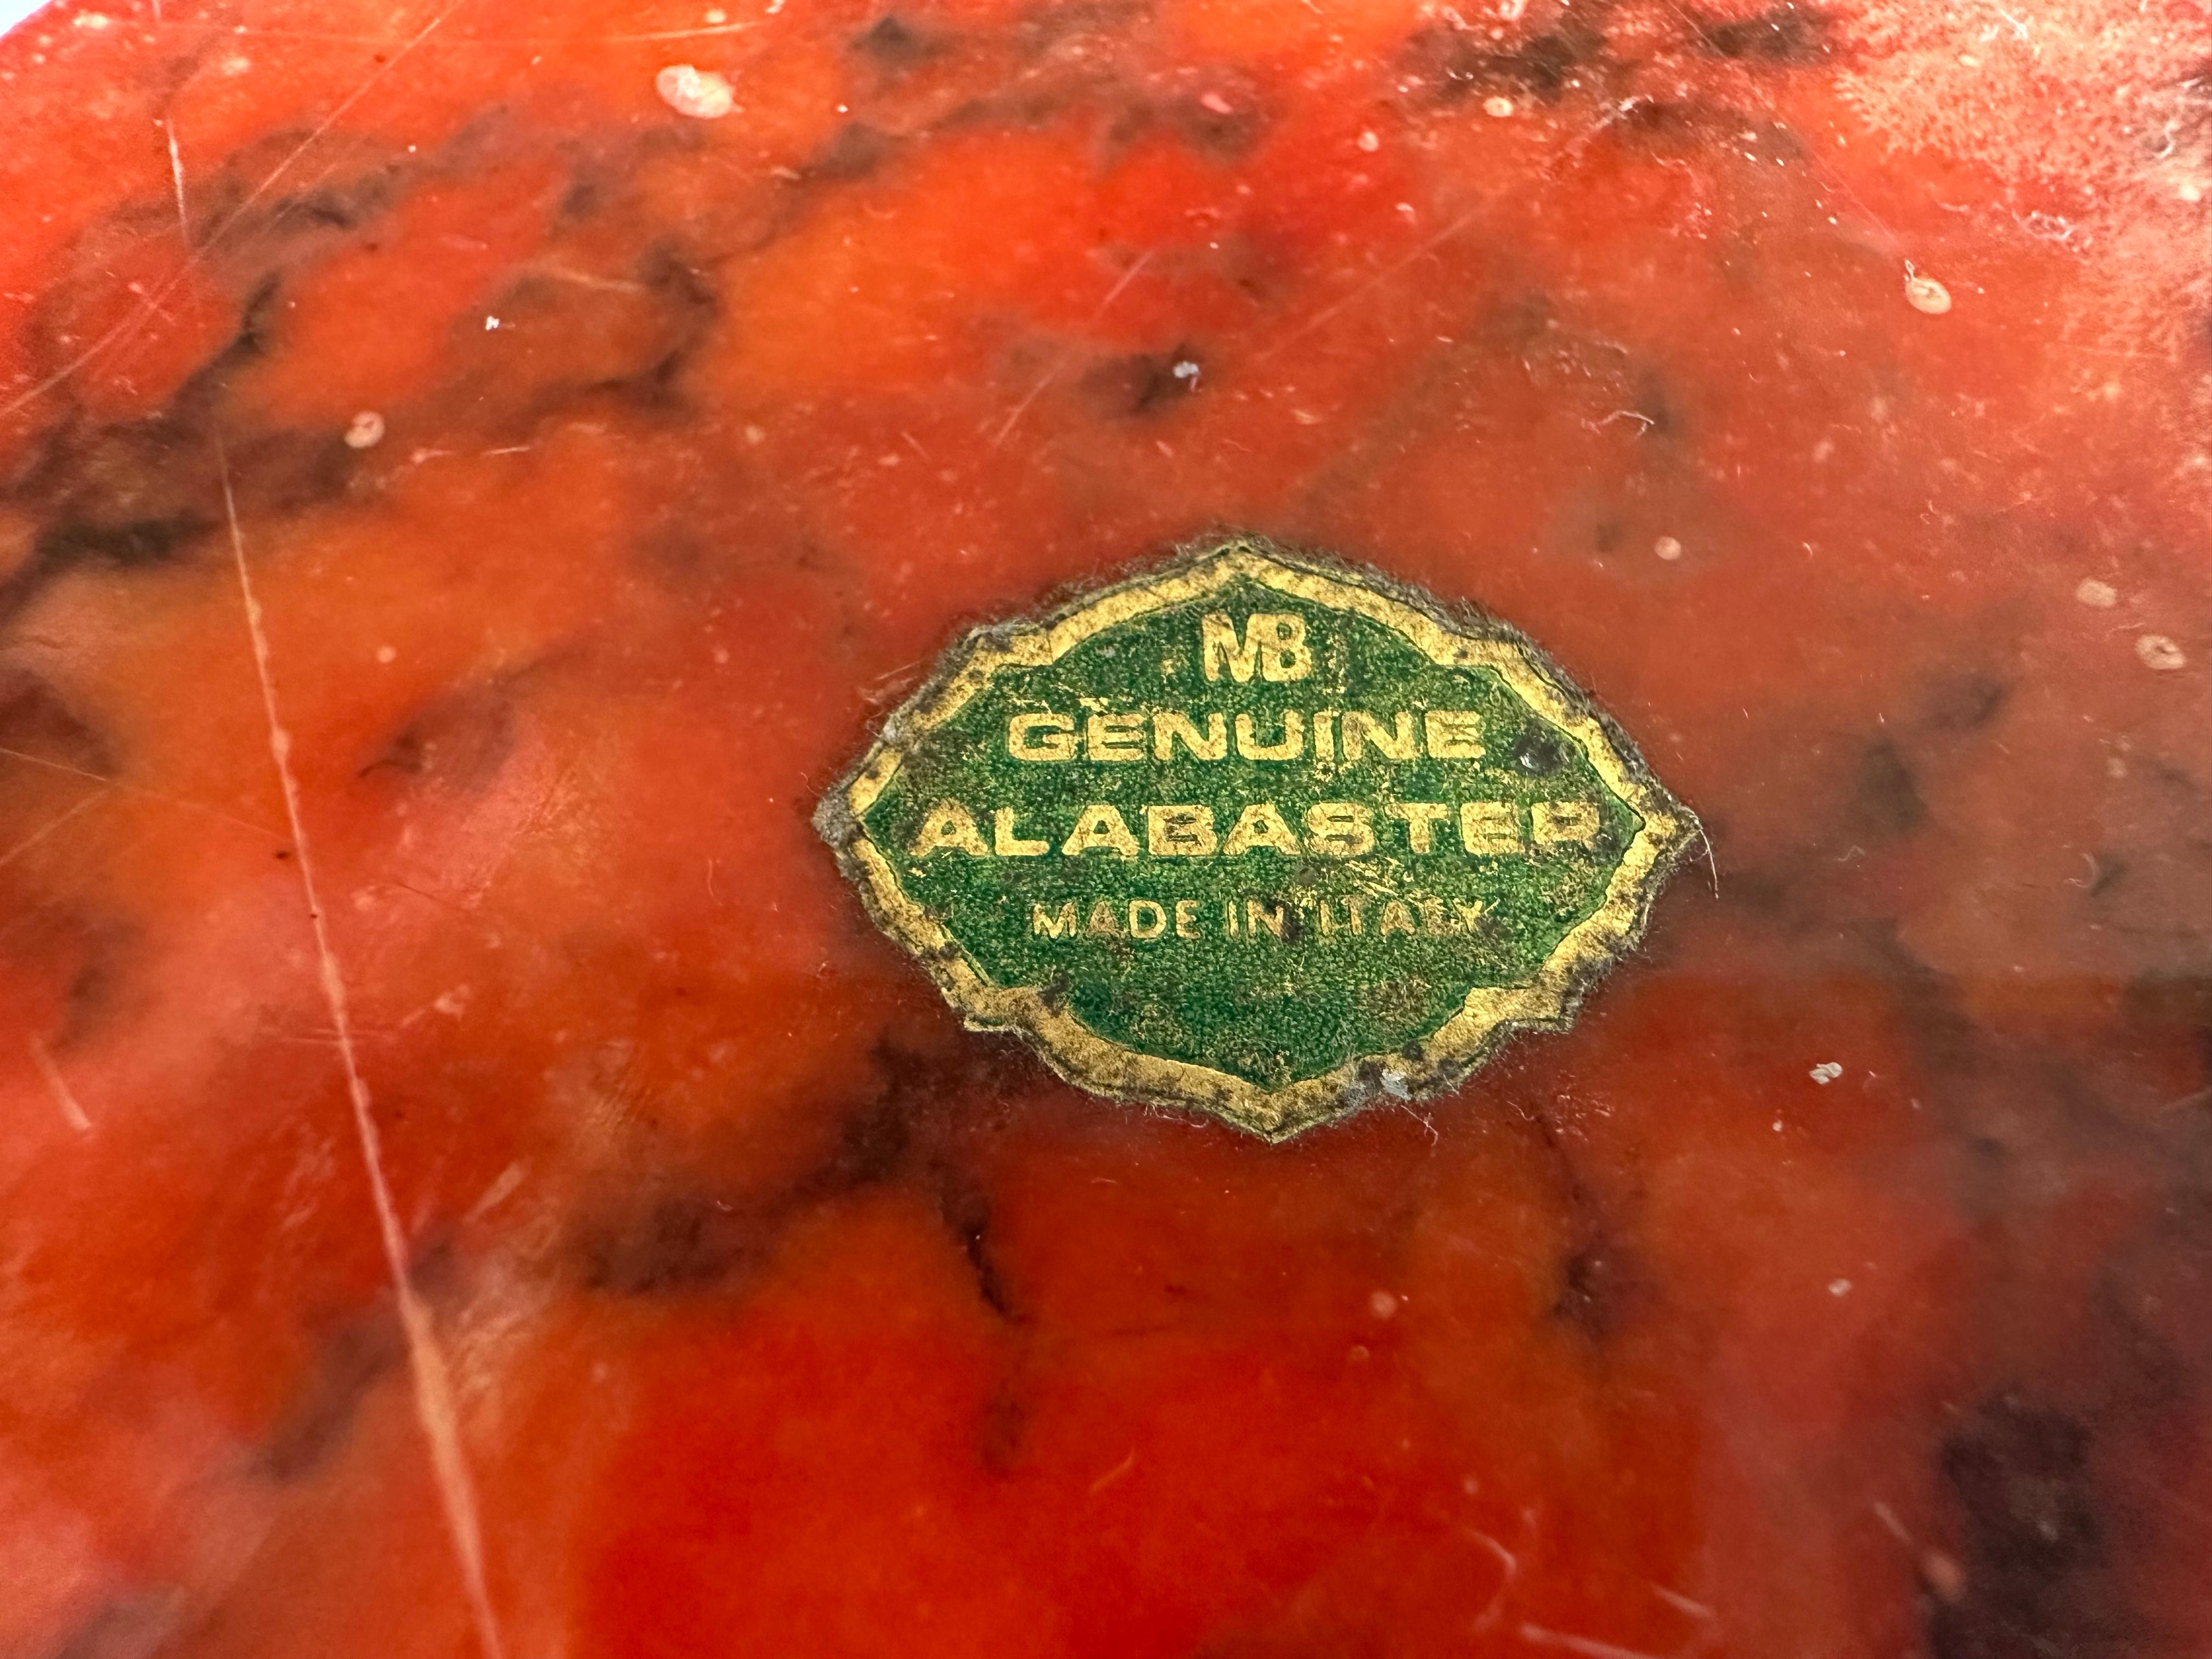 MB
GENUINE
ALABASTER
MADE IN ITALY